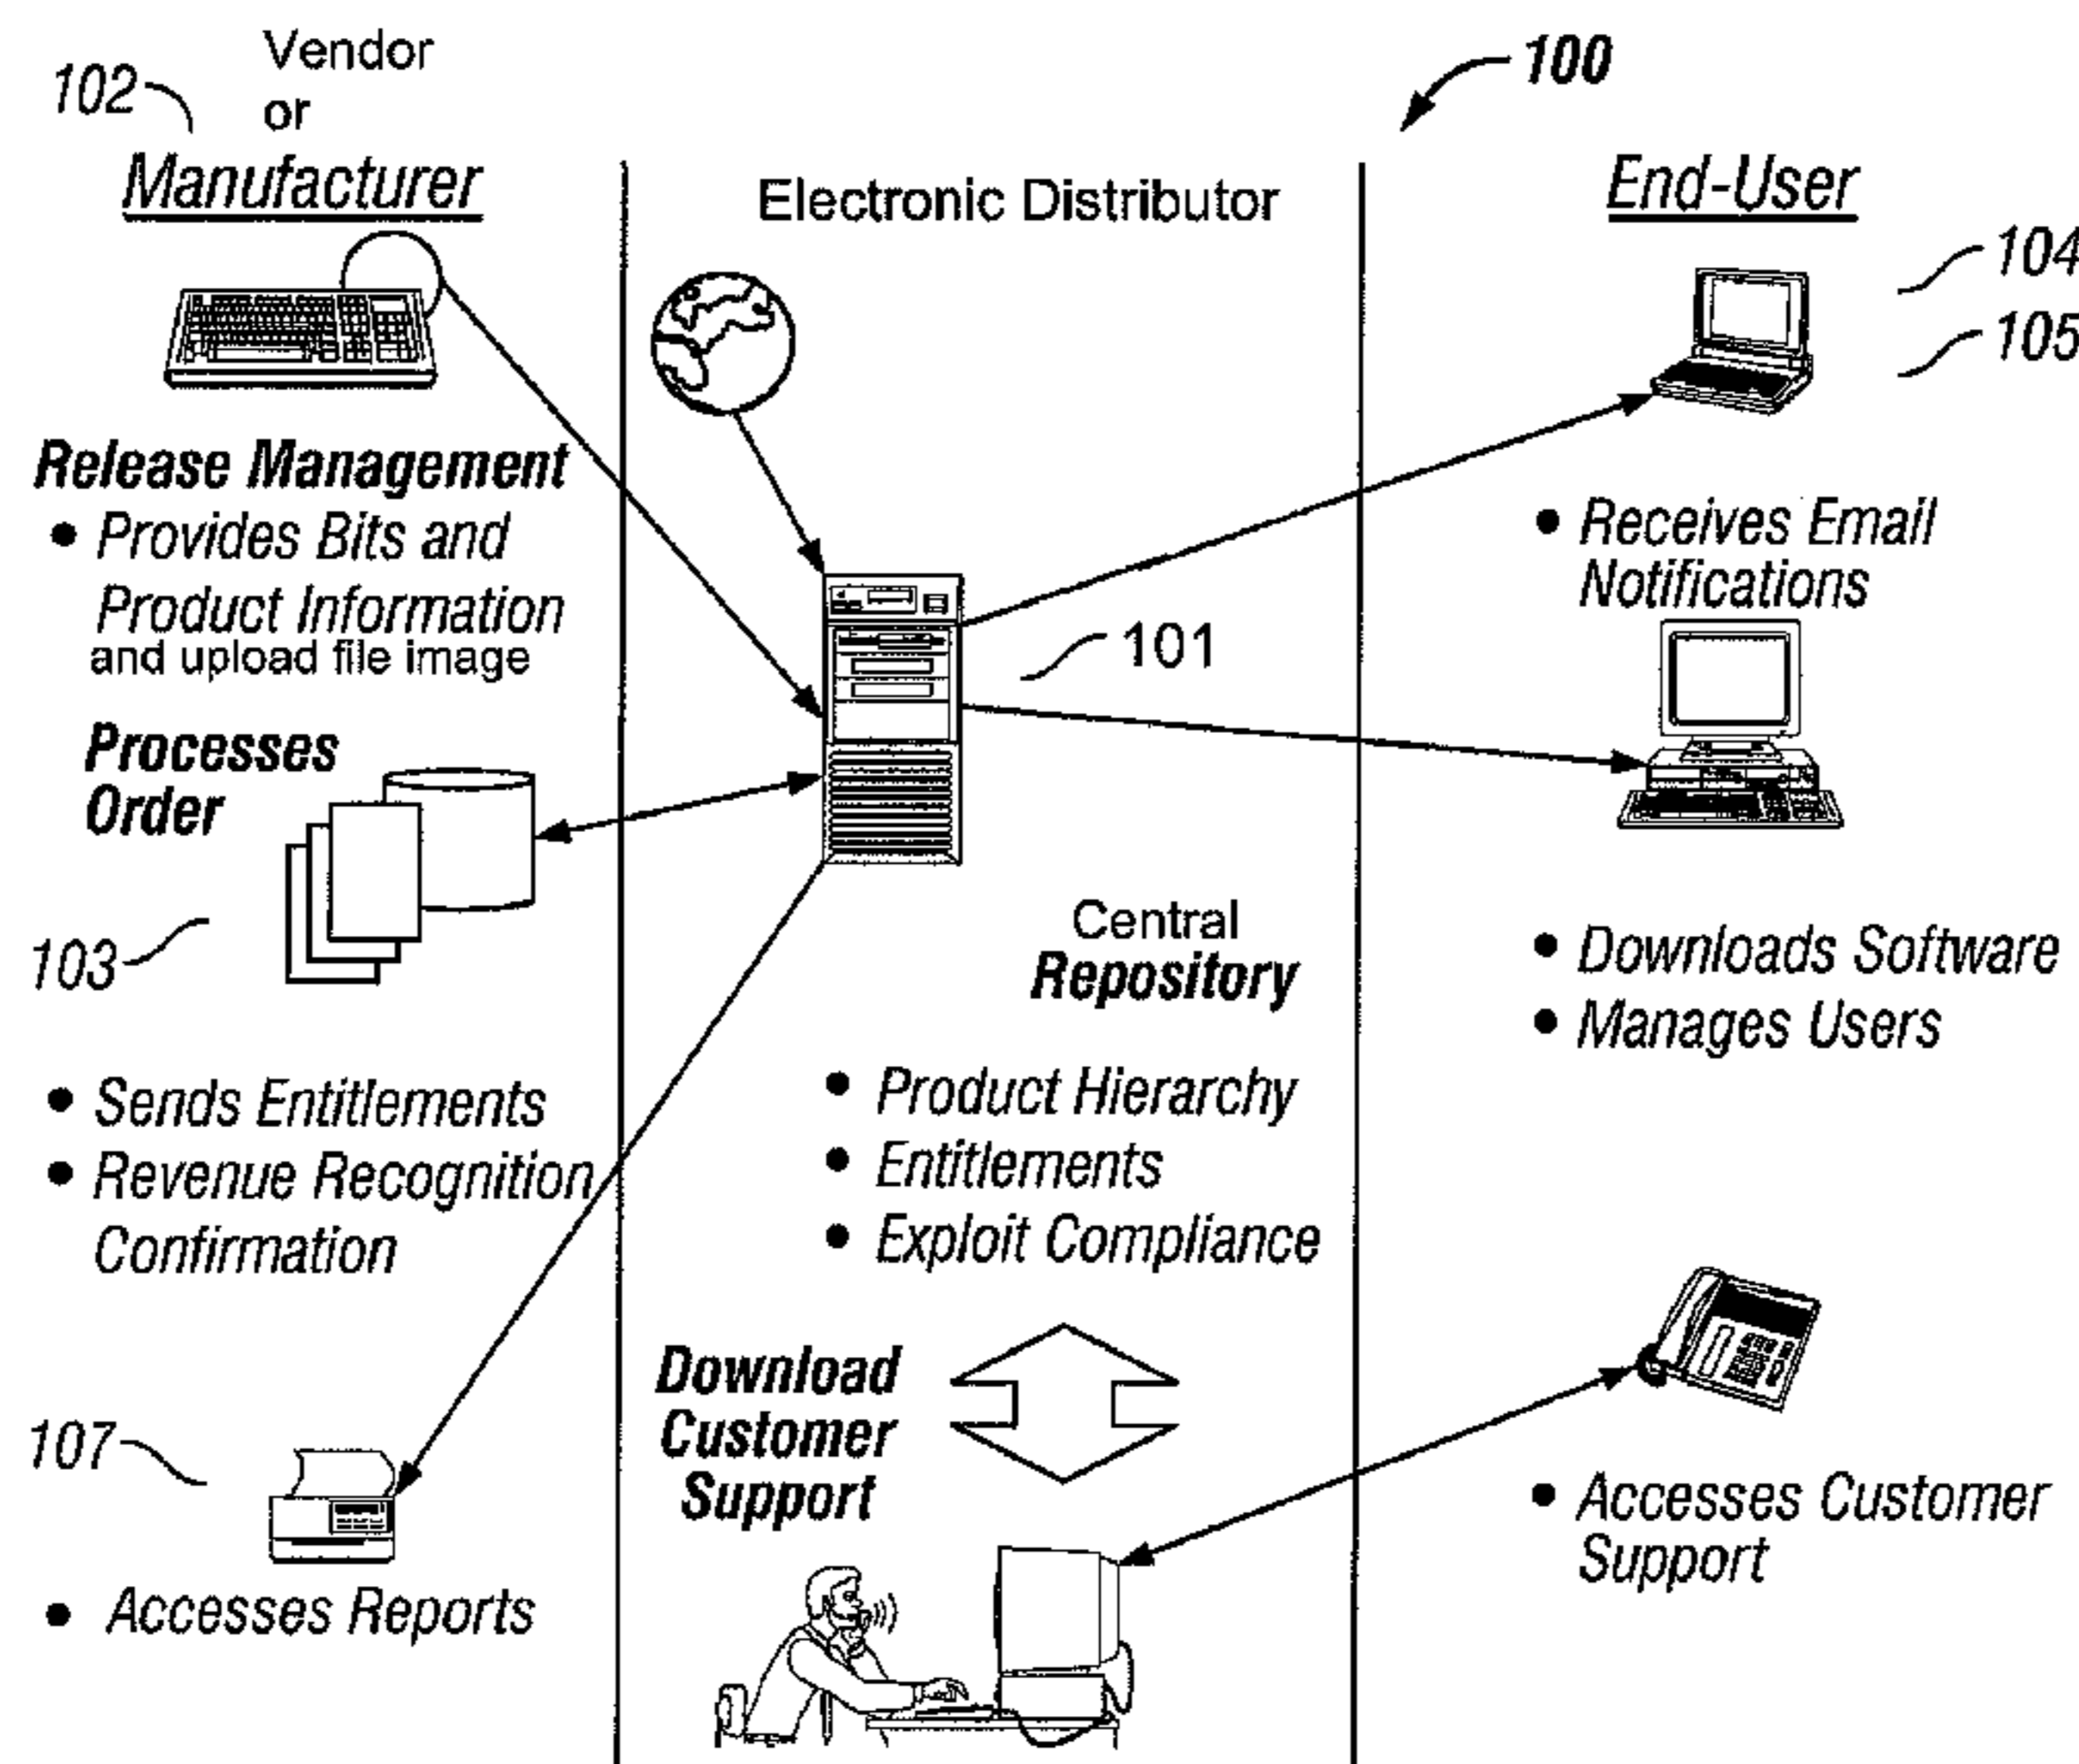 102
Vendor
or
Manufacturer
Release Management
• Provides Bits and
Product Information
and upload file image
Processes
Order
103
• Sends Entitlements
• Revenue Recognition
Confirmation
107
• Accesses Reports
Electronic Distributor
101
Central
Repository
• Product Hierarchy
• Entitlements
• Exploit Compliance
Download
Customer
Support
100
End-User
104
105
• Receives Email
Notifications
• Downloads Software
• Manages Users
• Accesses Customer
Support